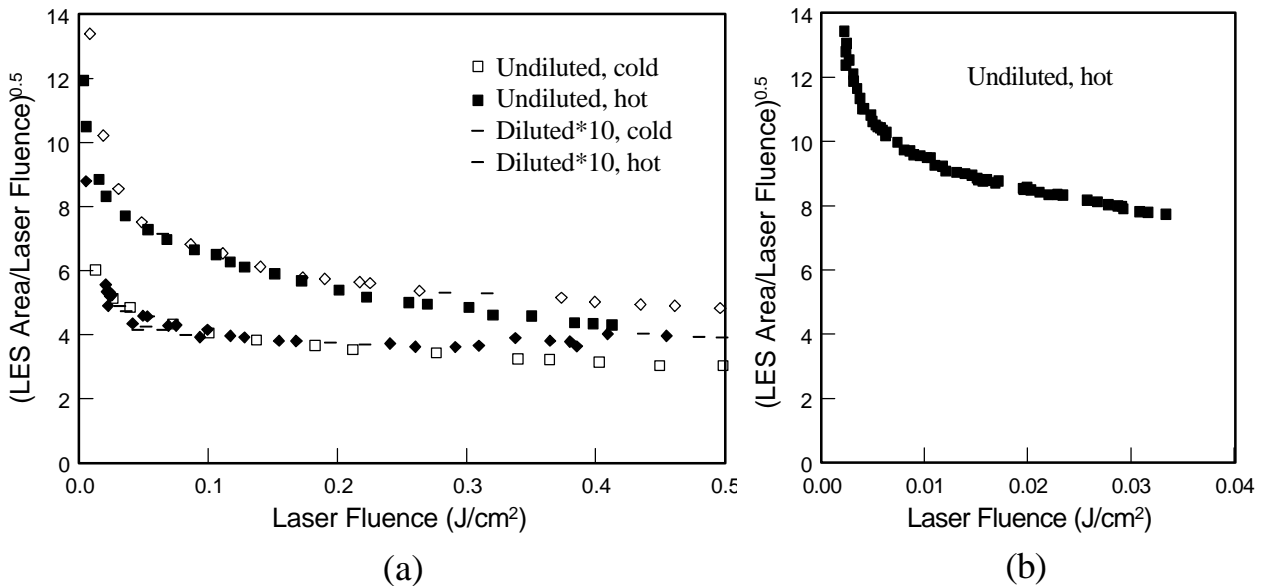 14
12
10
8
6
4
2
0
(LES Area/Laser Fluence)0.5
Undiluted, cold
Undiluted, hot
Diluted*10, cold
Diluted*10, hot
0.0 0.1 0.2 0.3 0.4 0.5
Laser Fluence (J/cm2)
(a)
14
12
10
8
6
4
2
0
(LES Area/Laser Fluence)0.5
Undiluted, hot
0.00 0.01 0.02 0.03 0.04
Laser Fluence (J/cm2)
(b)